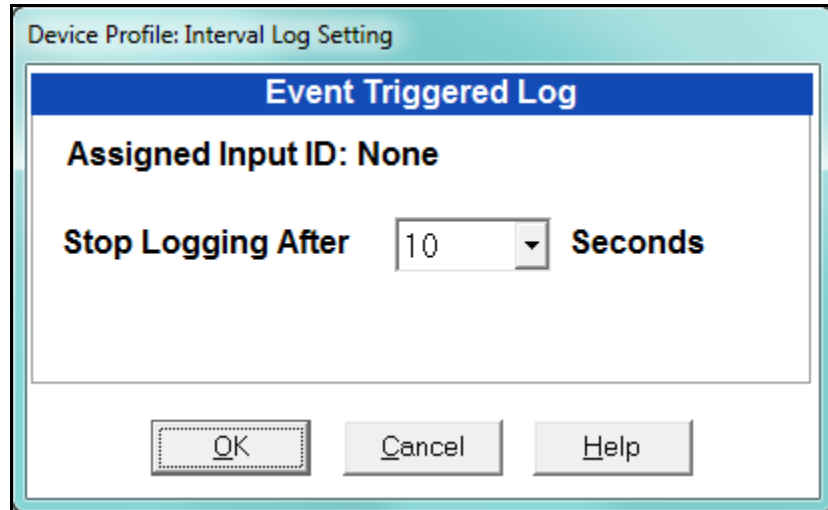 Device Profile: Interval Log Setting
Event Triggered Log
Assigned Input ID: None
Stop Logging After 10 Seconds
OK Cancel Help